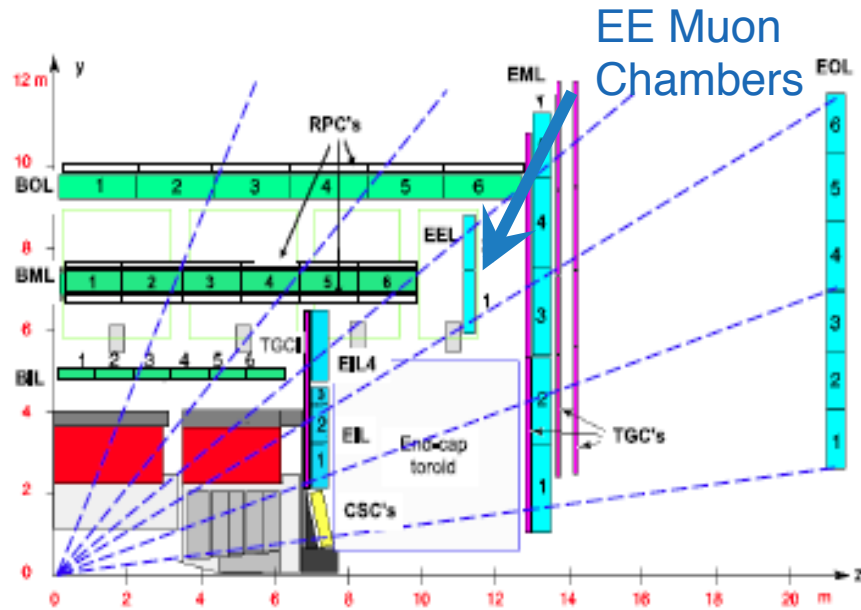 EE Muon
Chambers
12 m
y
EML
EOL
RPC's
6
10
BOL
1 2 3 4 5 6
5
4
8
EEL
4
BML
1 2 3 4 5 6
1
3
6
TGCI
3
1 2 3 4 5 6
BIL
EIL4
2
4
3
2
2
EIL
End-cap
toroid
TGC's
1
1
2
1
CSC's
0
z
0 2 4 6 8 10 12 14 16 18 20 m